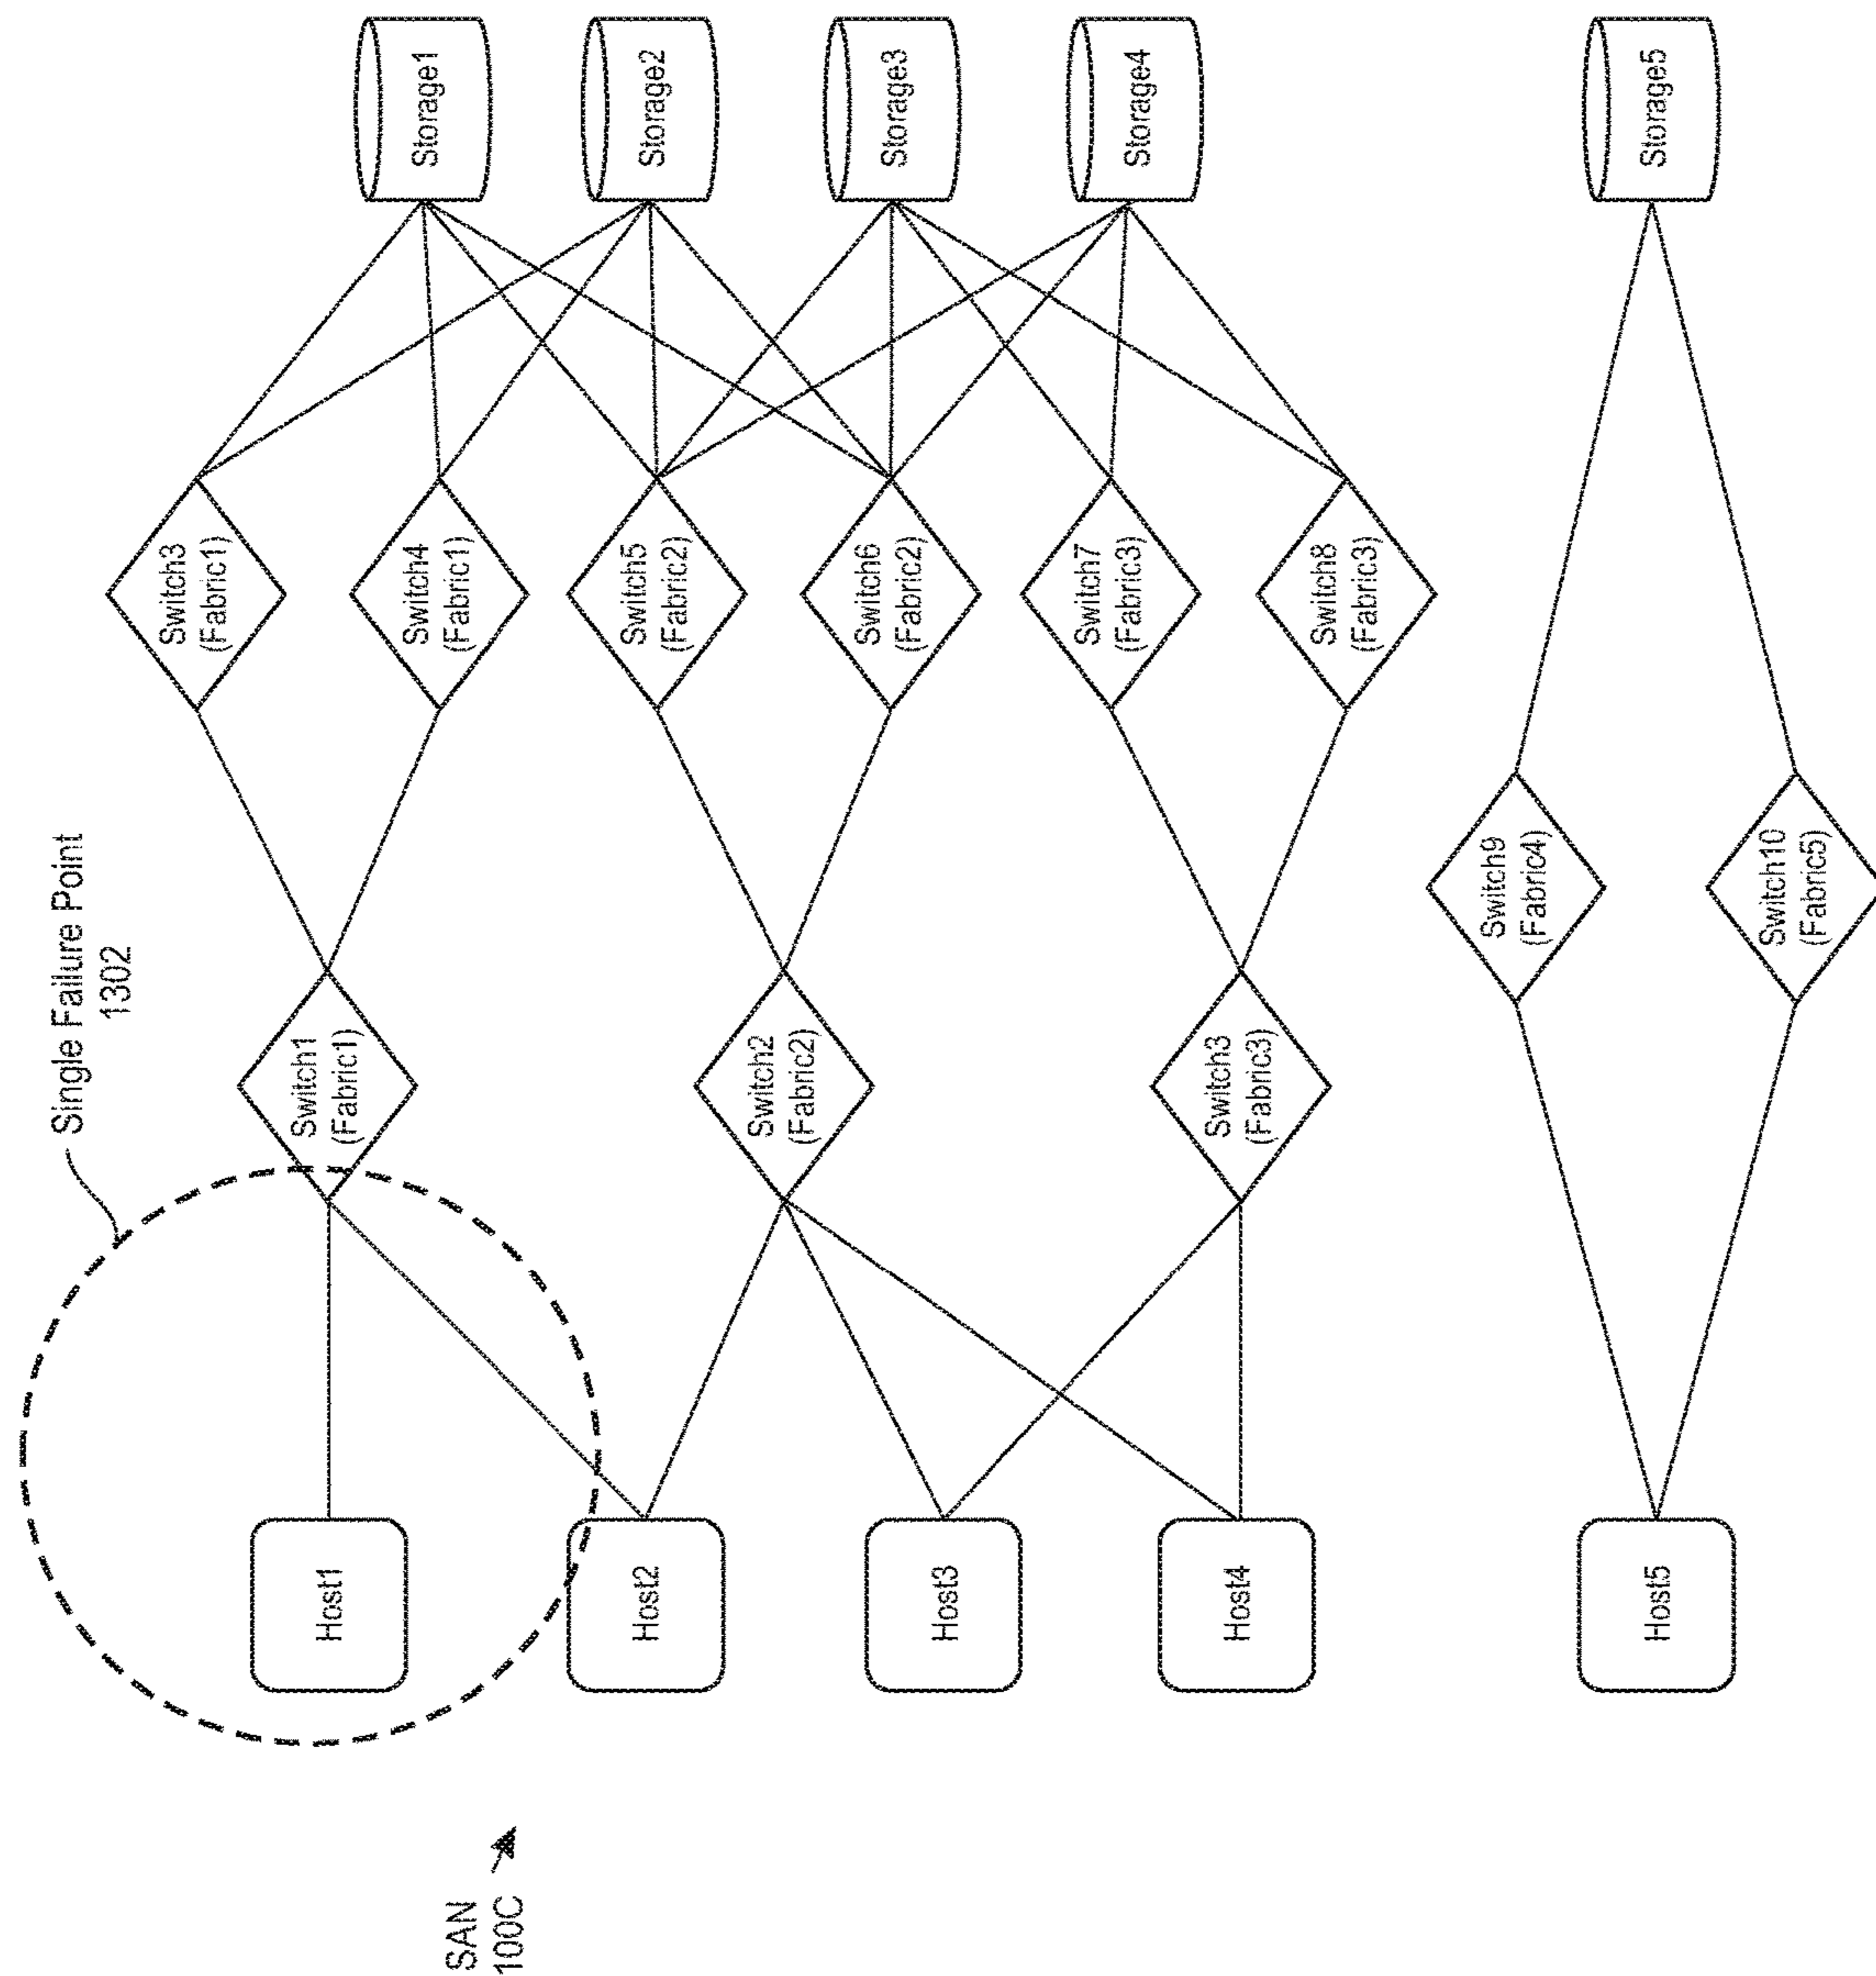 Single Failure Point
1302
SAN
100C
Host1
Host2
Host3
Host4
Host5
Switch1
(Fabric1)
Switch2
(Fabric2)
Switch3
(Fabric3)
Switch3
(Fabric1)
Switch4
(Fabric1)
Switch5
(Fabric2)
Switch6
(Fabric2)
Switch7
(Fabric3)
Switch8
(Fabric3)
Switch9
(Fabric4)
Switch10
(Fabric5)
Storage1
Storage2
Storage3
Storage4
Storage5